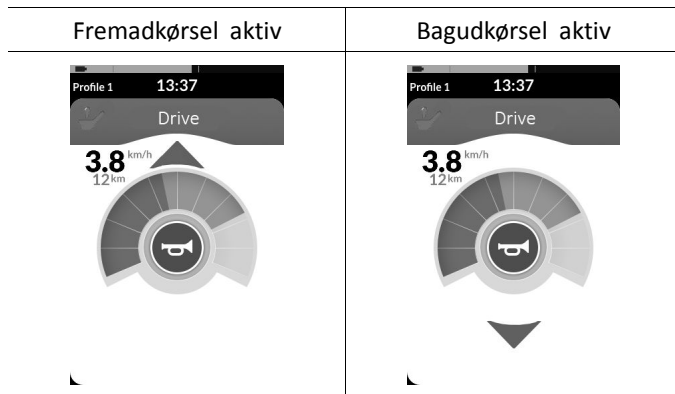 Fremadkørsel aktiv
Bagudkørsel aktiv
Profile 1 13:37
Drive
3.8 km/h
12 km
Profile 1 13:37
Drive
3.8 km/h
12 km